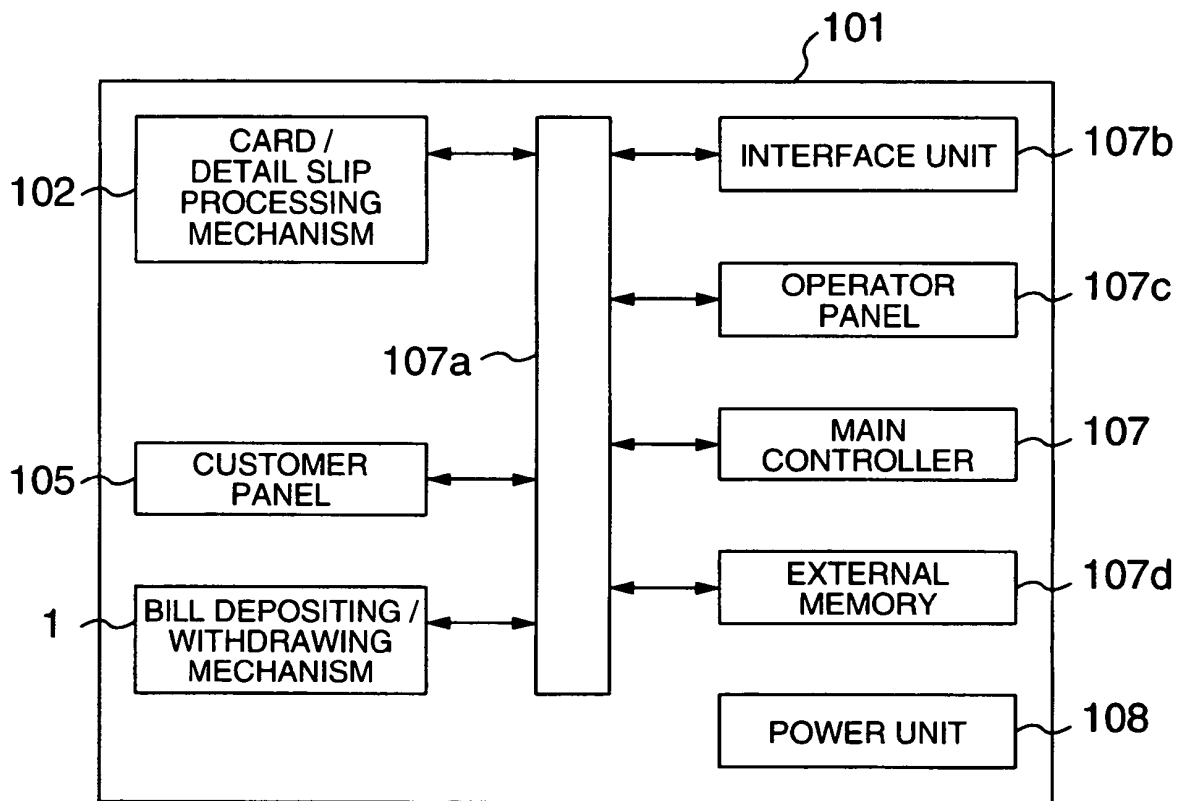 101
CARD /
DETAIL SLIP
PROCESSING
MECHANISM
102
INTERFACE UNIT
107b
OPERATOR
PANEL
107c
107a
CUSTOMER
PANEL
105
MAIN
CONTROLLER
107
BILL DEPOSITING /
WITHDRAWING
MECHANISM
1
EXTERNAL
MEMORY
107d
POWER UNIT
108